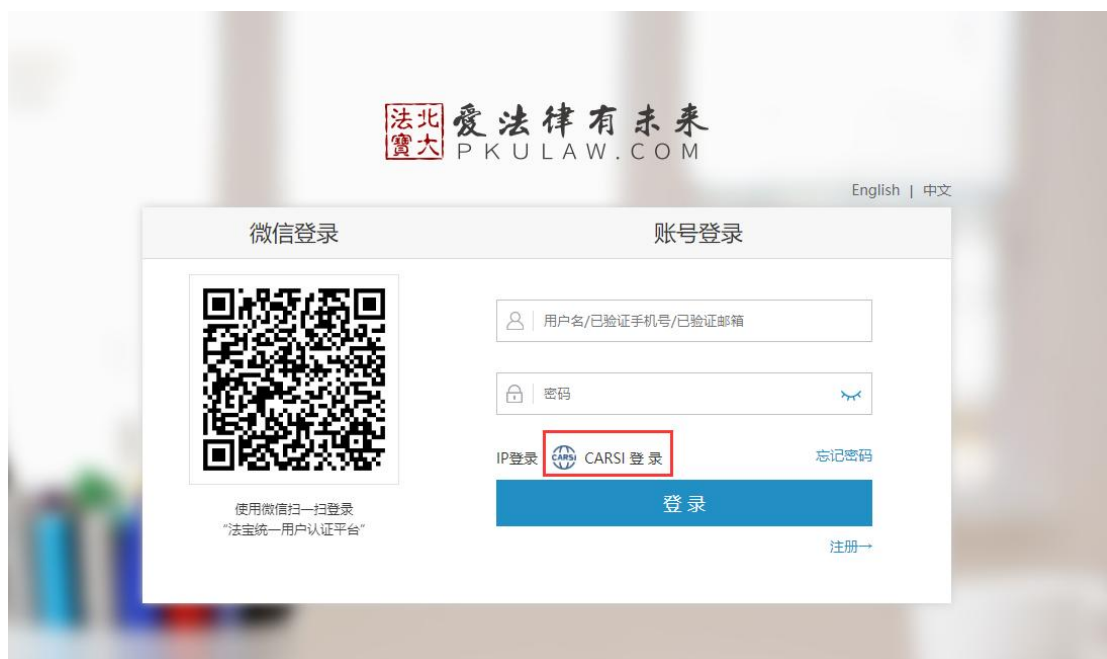 北大
法寶
愛法律有未来
PKULAW.COM
English | 中文
微信登录
账号登录
用户名/已验证手机号/已验证邮箱
密码
IP登录 CARSI CARSI 登 录
忘记密码
登 录
注册→
使用微信扫一扫登录
“法宝统一用户认证平台”